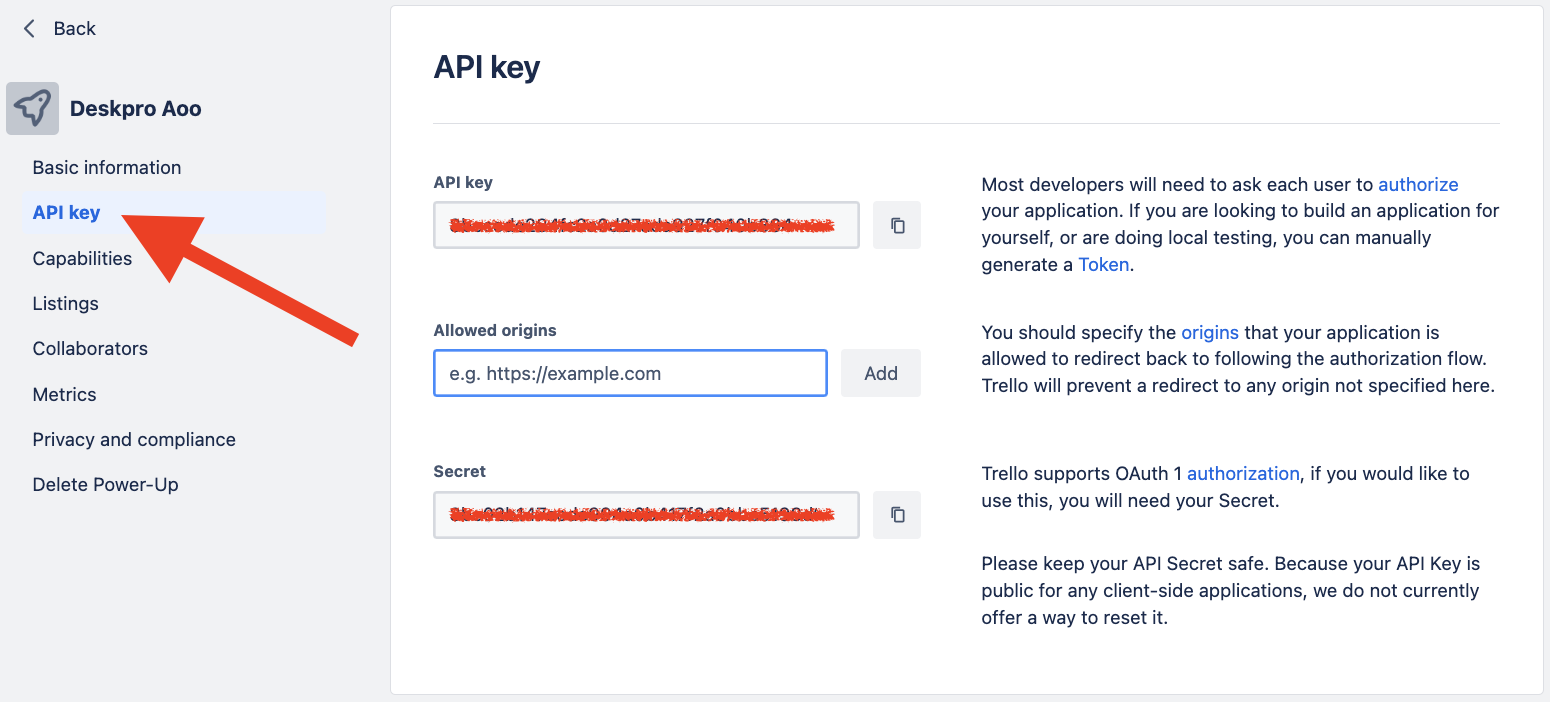 Back
Deskpro Aoo
Basic information
API key
Capabilities
Listings
Collaborators
Metrics
Privacy and compliance
Delete Power-Up
API key
API key
Most developers will need to ask each user to authorize
your application. If you are looking to build an application for
yourself, or are doing local testing, you can manually
generate a Token.
Allowed origins
e.g. https://example.com
Add
You should specify the origins that your application is
allowed to redirect back to following the authorization flow.
Trello will prevent a redirect to any origin not specified here.
Secret
Trello supports OAuth 1 authorization, if you would like to
use this, you will need your Secret.
Please keep your API Secret safe. Because your API Key is
public for any client-side applications, we do not currently
offer a way to reset it.